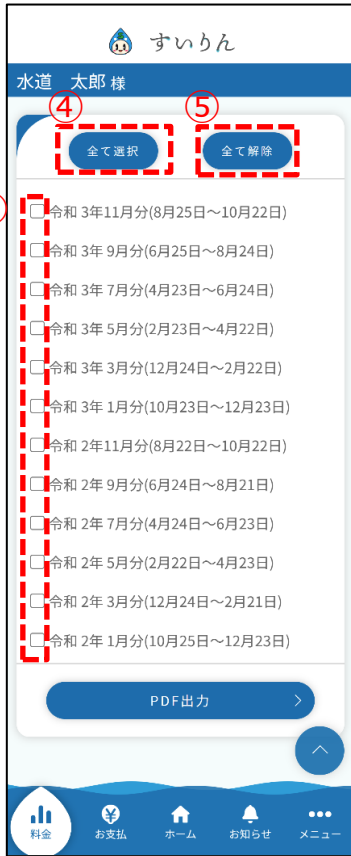 すいりん
水道 太郎 様
④ ⑤
全て選択 全て解除
令和 3年11月分(8月25日～10月22日)
令和 3年 9月分(6月25日～8月24日)
令和 3年 7月分(4月23日～6月24日)
令和 3年 5月分(2月23日～4月22日)
令和 3年 3月分(12月24日～2月22日)
令和 3年 1月分(10月23日～12月23日)
令和 2年11月分(8月22日～10月22日)
令和 2年 9月分(6月24日～8月21日)
令和 2年 7月分(4月24日～6月23日)
令和 2年 5月分(2月22日～4月23日)
令和 2年 3月分(12月24日～2月21日)
令和 2年 1月分(10月25日～12月23日)
PDF出力
料金 お支払 ホーム お知らせ メニュー